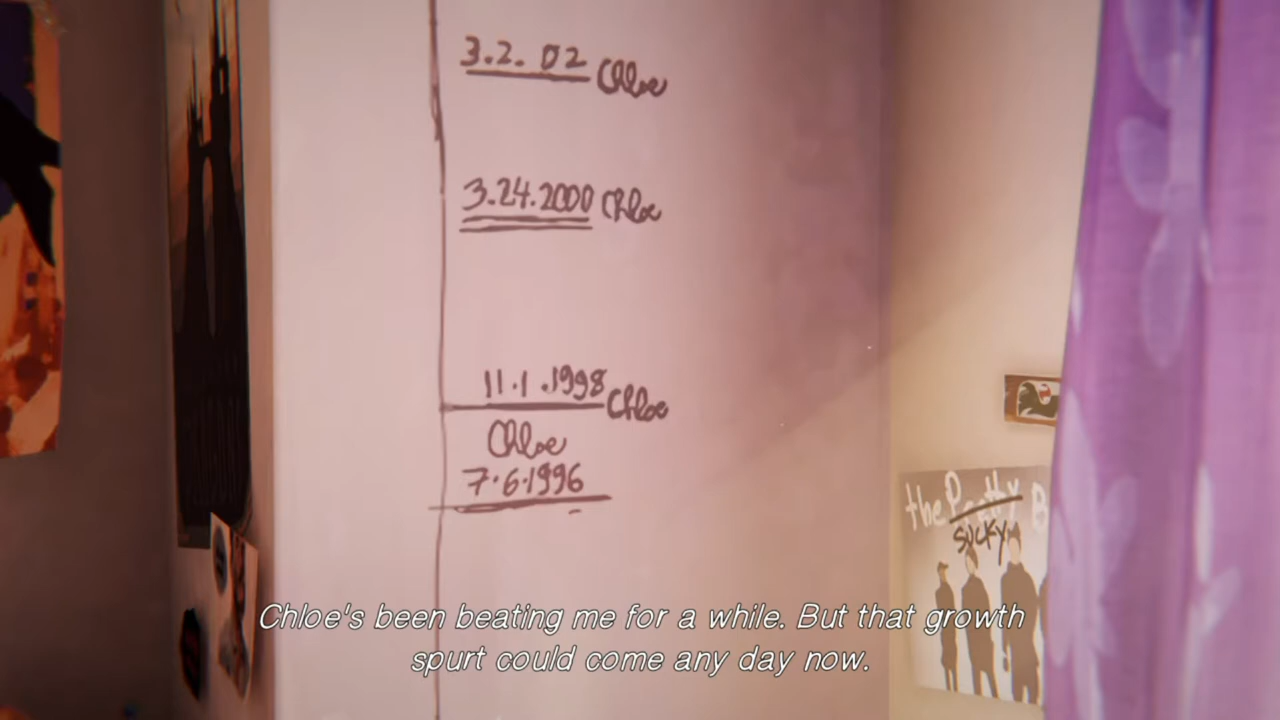 3.2.02 Chloe
3.24.2000 Chloe
11.1.1998 Chloe
Chloe
7.6.1996
the Pretty B
SUCKY
Chloe's been beating me for a while. But that growth
spurt could come any day now.